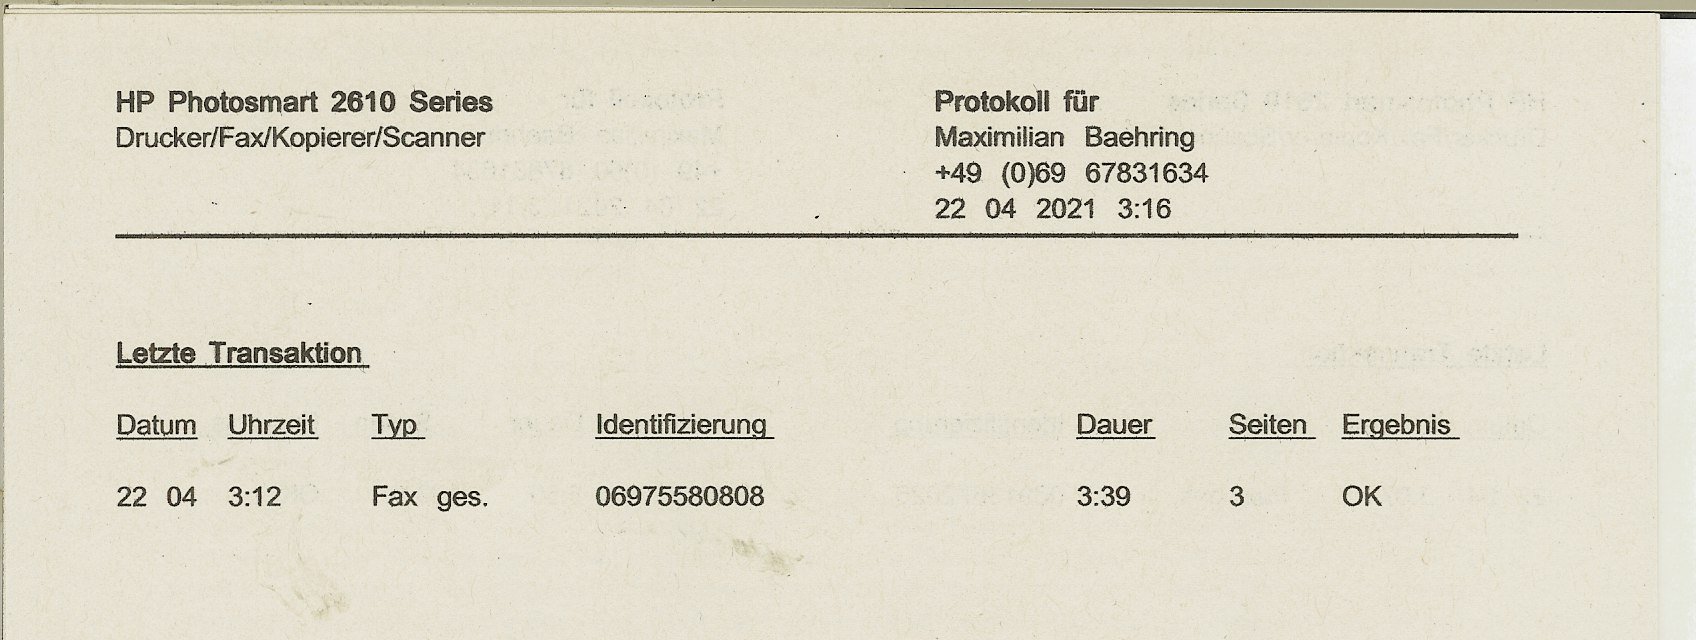 HP Photosmart 2610 Series
Drucker/Fax/Kopierer/Scanner
Protokoll für
Maximilian Baehring
+49 (0)69 67831634
22 04 2021 3:16
Letzte Transaktion
Datum Uhrzeit Typ Identifizierung Dauer Seiten Ergebnis
22 04 3:12 Fax ges. 06975580808 3:39 3 OK